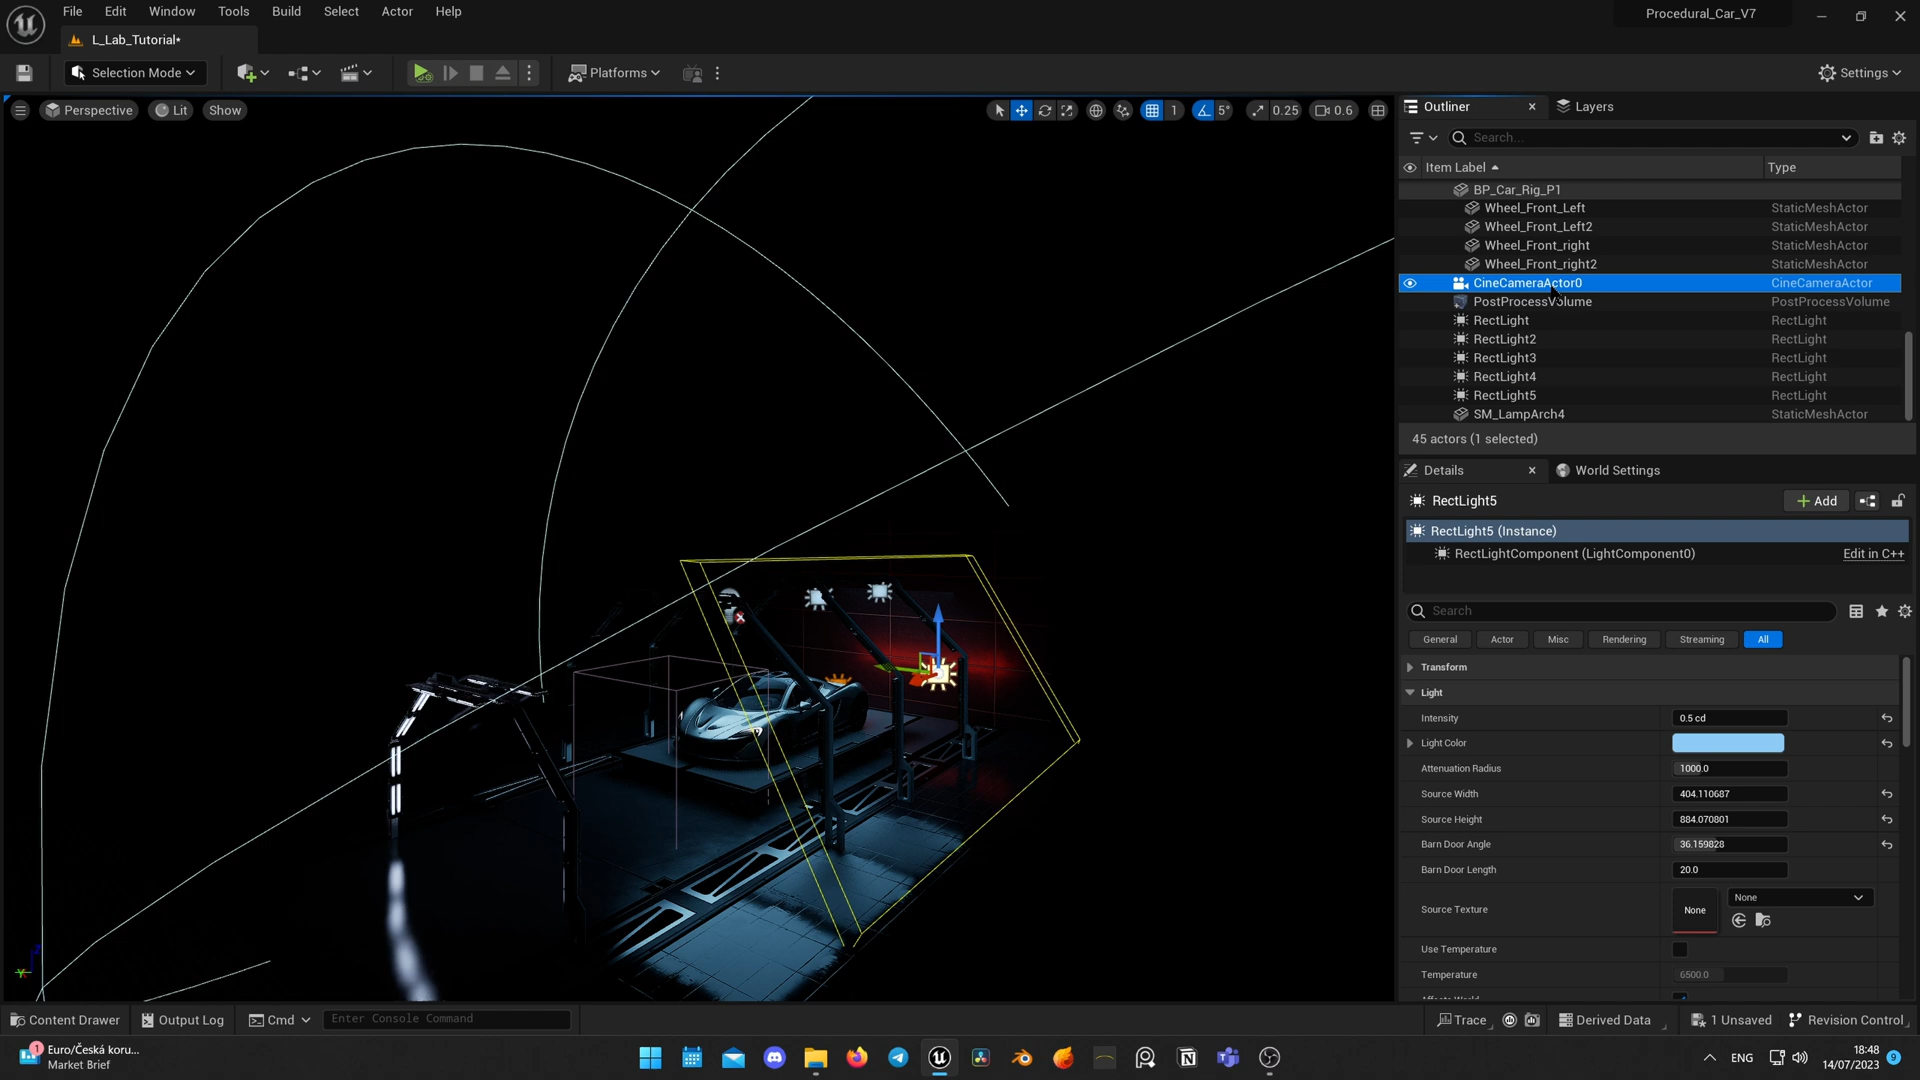 File Edit Window Tools Build Select Actor Help
Procedural_Car_V7
L_Lab_Tutorial*
Selection Mode
Platforms
Settings
Perspective Lit Show
1 5° 0.25 0.6
Outliner Layers
Search...
Item Label Type
BP_Car_Rig_P1
Wheel_Front_Left StaticMeshActor
Wheel_Front_Left2 StaticMeshActor
Wheel_Front_right StaticMeshActor
Wheel_Front_right2 StaticMeshActor
CineCameraActor0 CineCameraActor
PostProcessVolume PostProcessVolume
RectLight RectLight
RectLight2 RectLight
RectLight3 RectLight
RectLight4 RectLight
RectLight5 RectLight
SM_LampArch4 StaticMeshActor
45 actors (1 selected)
Details World Settings
RectLight5 Add
RectLight5 (Instance)
RectLightComponent (LightComponent0) Edit in C++
Search
General Actor Misc Rendering Streaming All
Transform
Light
Intensity 0.5 cd
Light Color
Attenuation Radius 1000.0
Source Width 404.110687
Source Height 884.070801
Barn Door Angle 36.159828
Barn Door Length 20.0
Source Texture None None
Use Temperature
Temperature 6500.0
Affects World
Content Drawer Output Log Cmd Enter Console Command
Trace Derived Data 1 Unsaved Revision Control
1 Euro/Česká koru...
Market Brief
ENG 18:48
14/07/2023 9